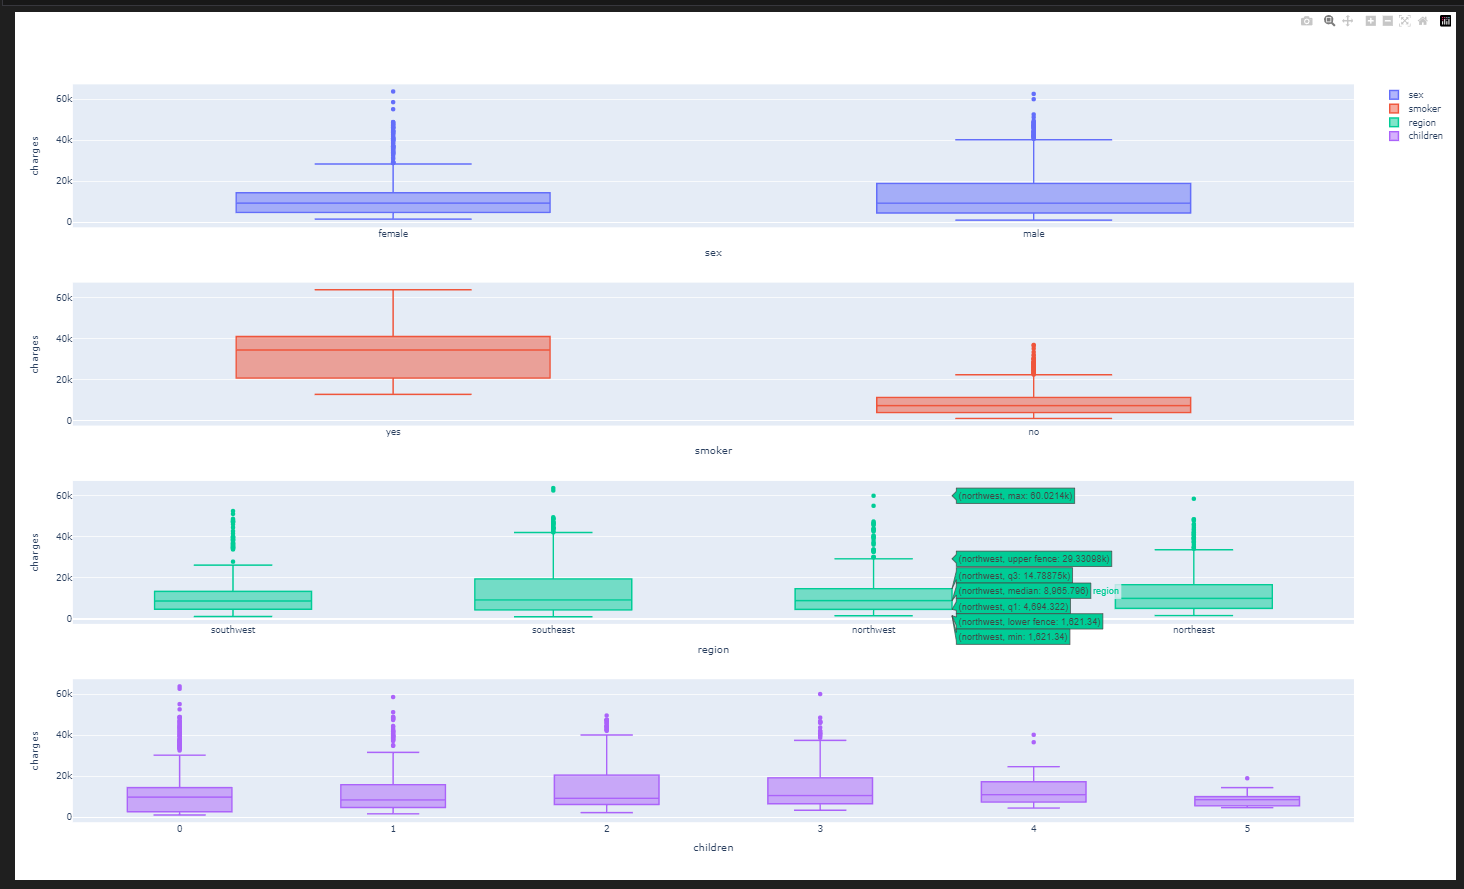 60k
40k
20k
0
charges
female
male
sex
sex
smoker
region
children
60k
40k
20k
0
charges
yes
no
smoker
60k
40k
20k
0
charges
(northwest, max: 60.0214k)
(northwest, upper fence: 29.33098k)
(northwest, q3: 14.78875k)
(northwest, median: 8,965.796) region
(northwest, q1: 4,694.322)
(northwest, lower fence: 1,621.34)
(northwest, min: 1,621.34)
southwest
southeast
northwest
northeast
region
60k
40k
20k
0
charges
0
1
2
3
4
5
children